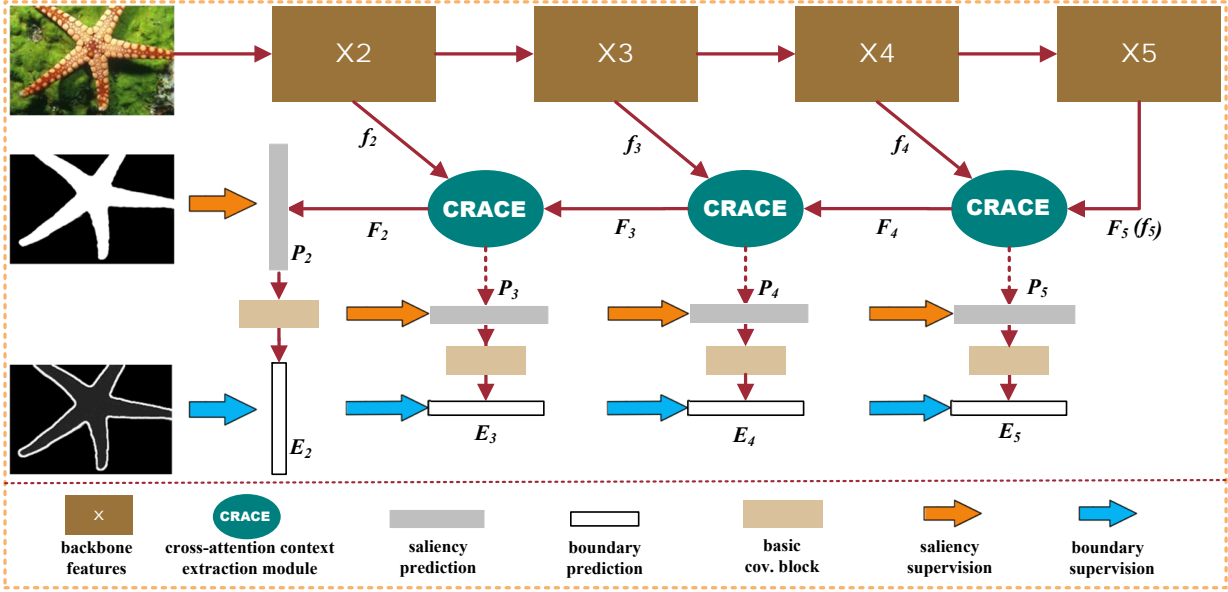 X2
X3
X4
X5
f2
f3
f4
CRACE
CRACE
CRACE
F2
F3
F4
F5 (f5)
P2
P3
P4
P5
E2
E3
E4
E5
X
CRACE
backbone
features
cross-attention context
extraction module
saliency
prediction
boundary
prediction
basic
cov. block
saliency
supervision
boundary
supervision